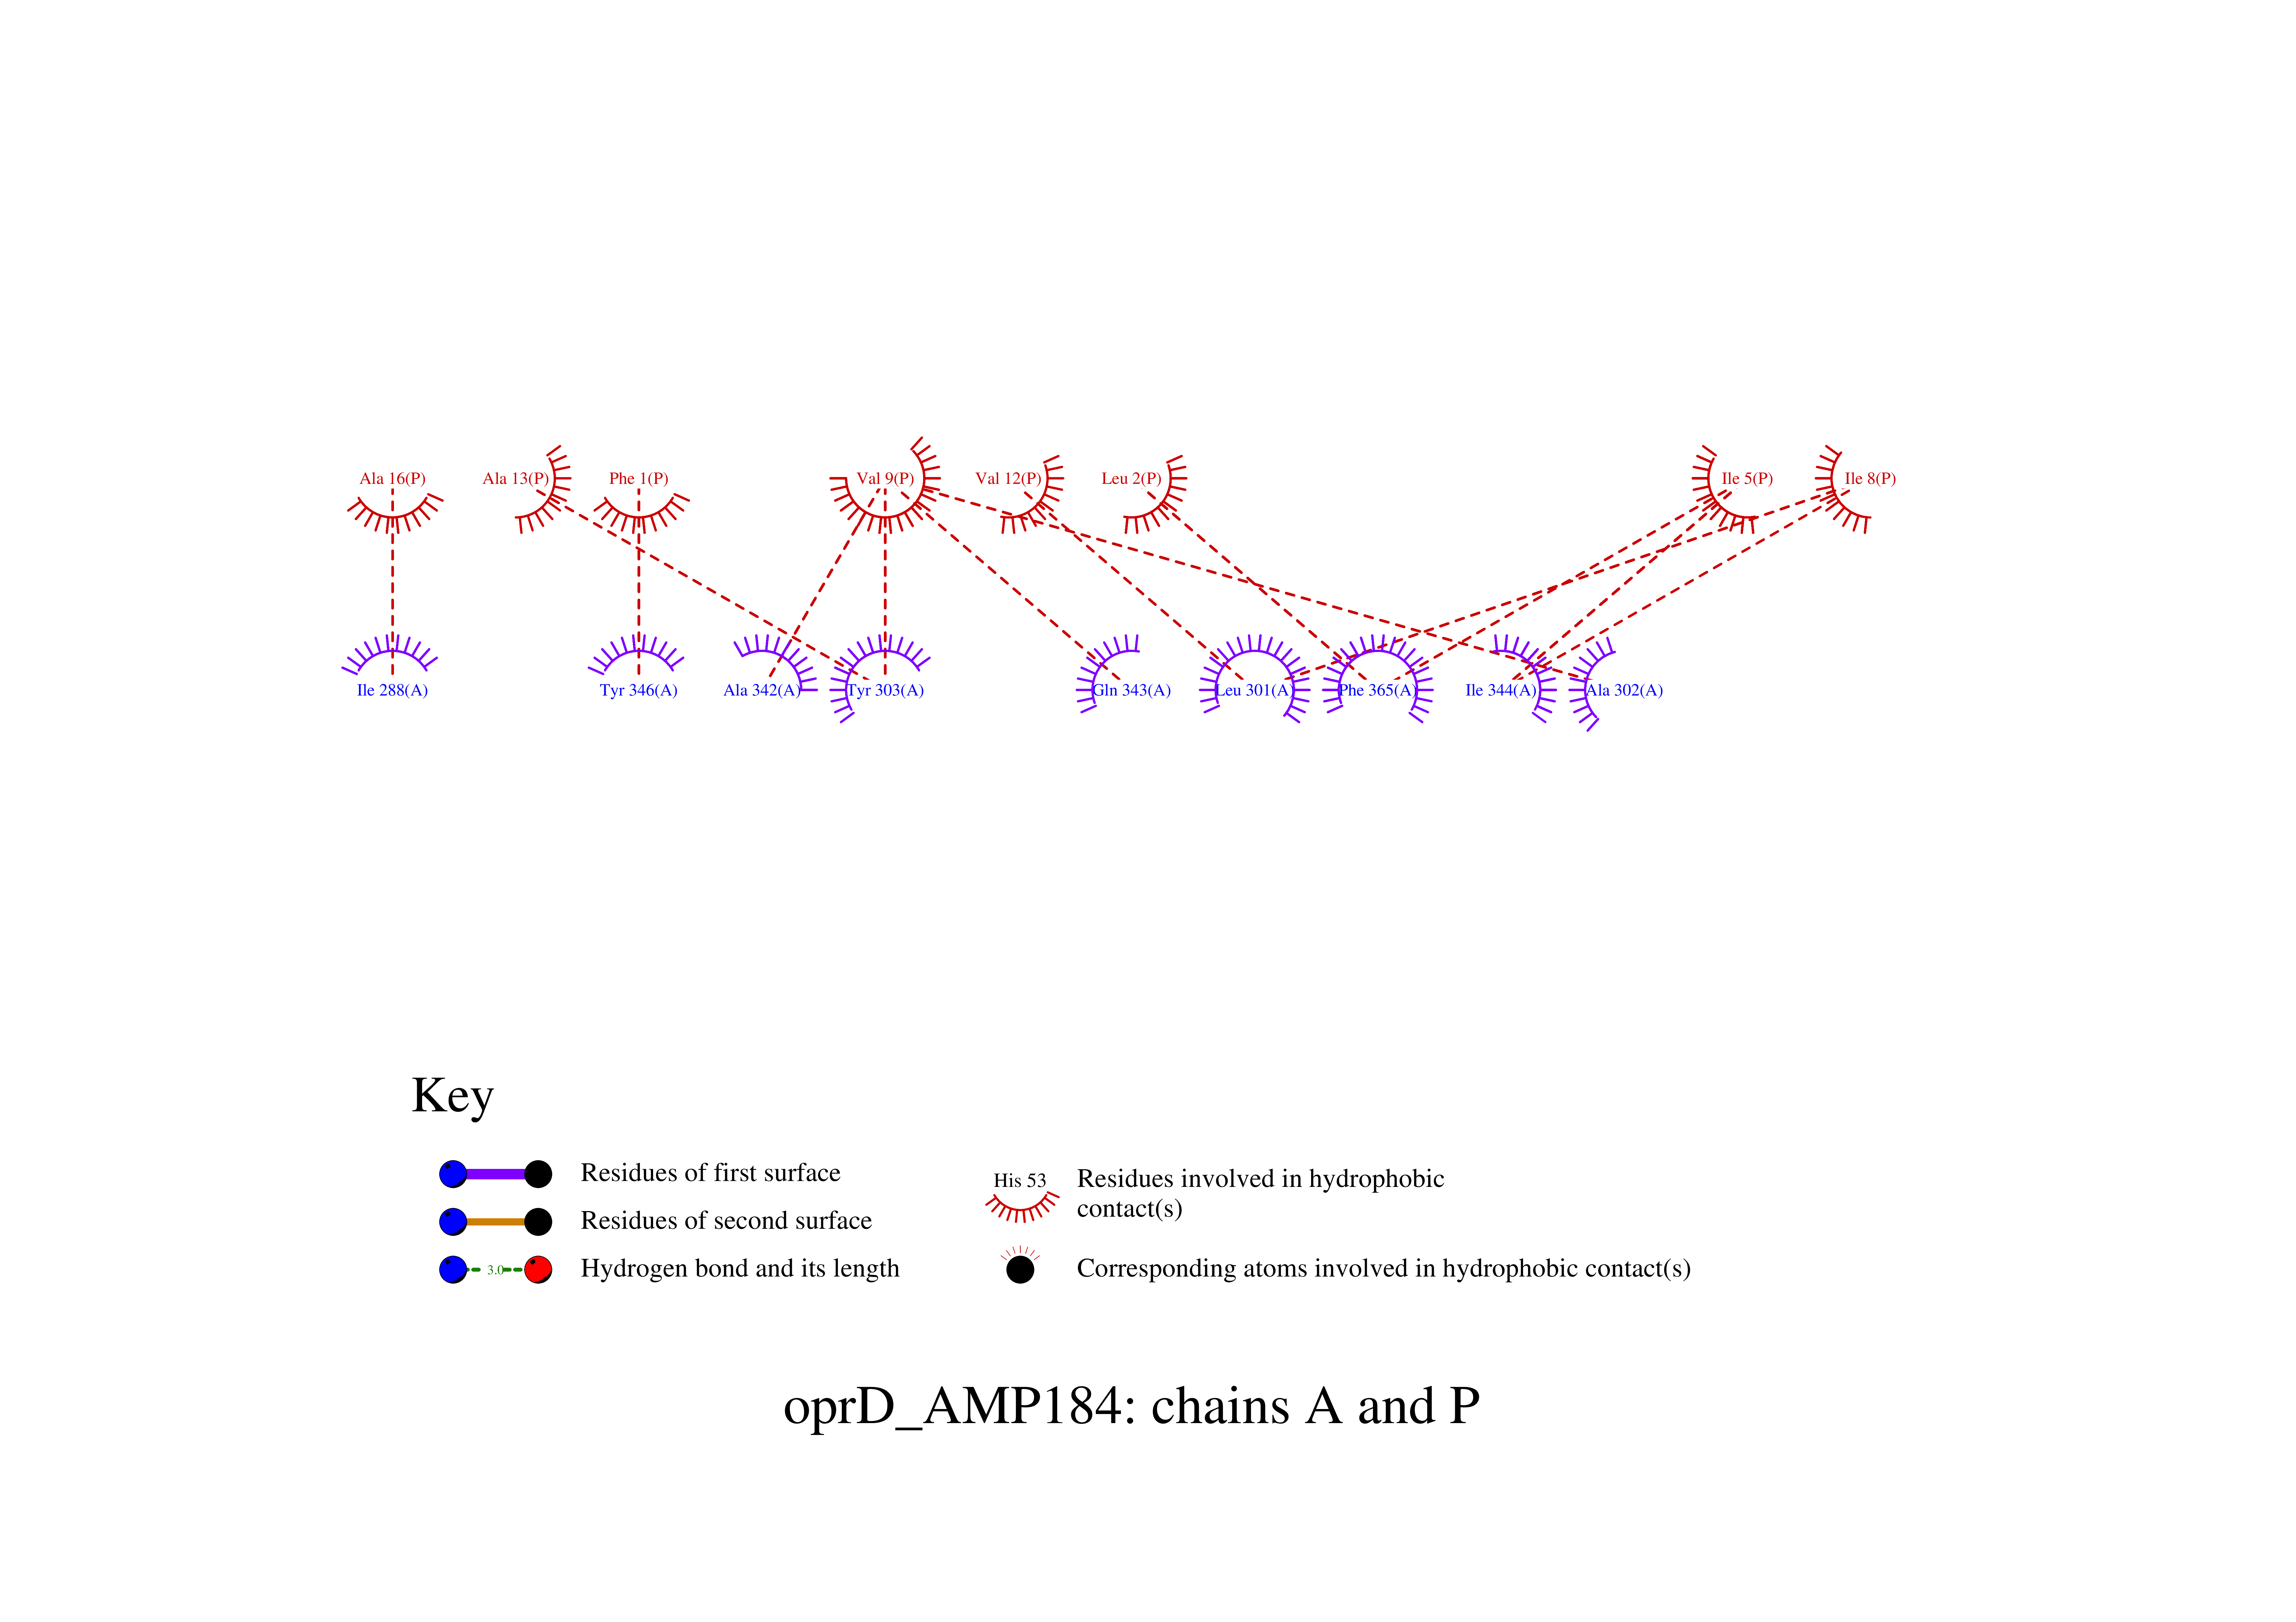 Ala 16(P) Ala 13(P) Phe 1(P) Val 9(P) Val 12(P) Leu 2(P) Ile 5(P) Ile 8(P)
Ile 288(A) Tyr 346(A) Ala 342(A) Tyr 303(A) Gln 343(A) Leu 301(A) Phe 365(A) Ile 344(A) Ala 302(A)
Key
Residues of first surface
Residues of second surface
3.0 Hydrogen bond and its length
His 53 Residues involved in hydrophobic
contact(s)
Corresponding atoms involved in hydrophobic contact(s)
oprD_AMP184: chains A and P